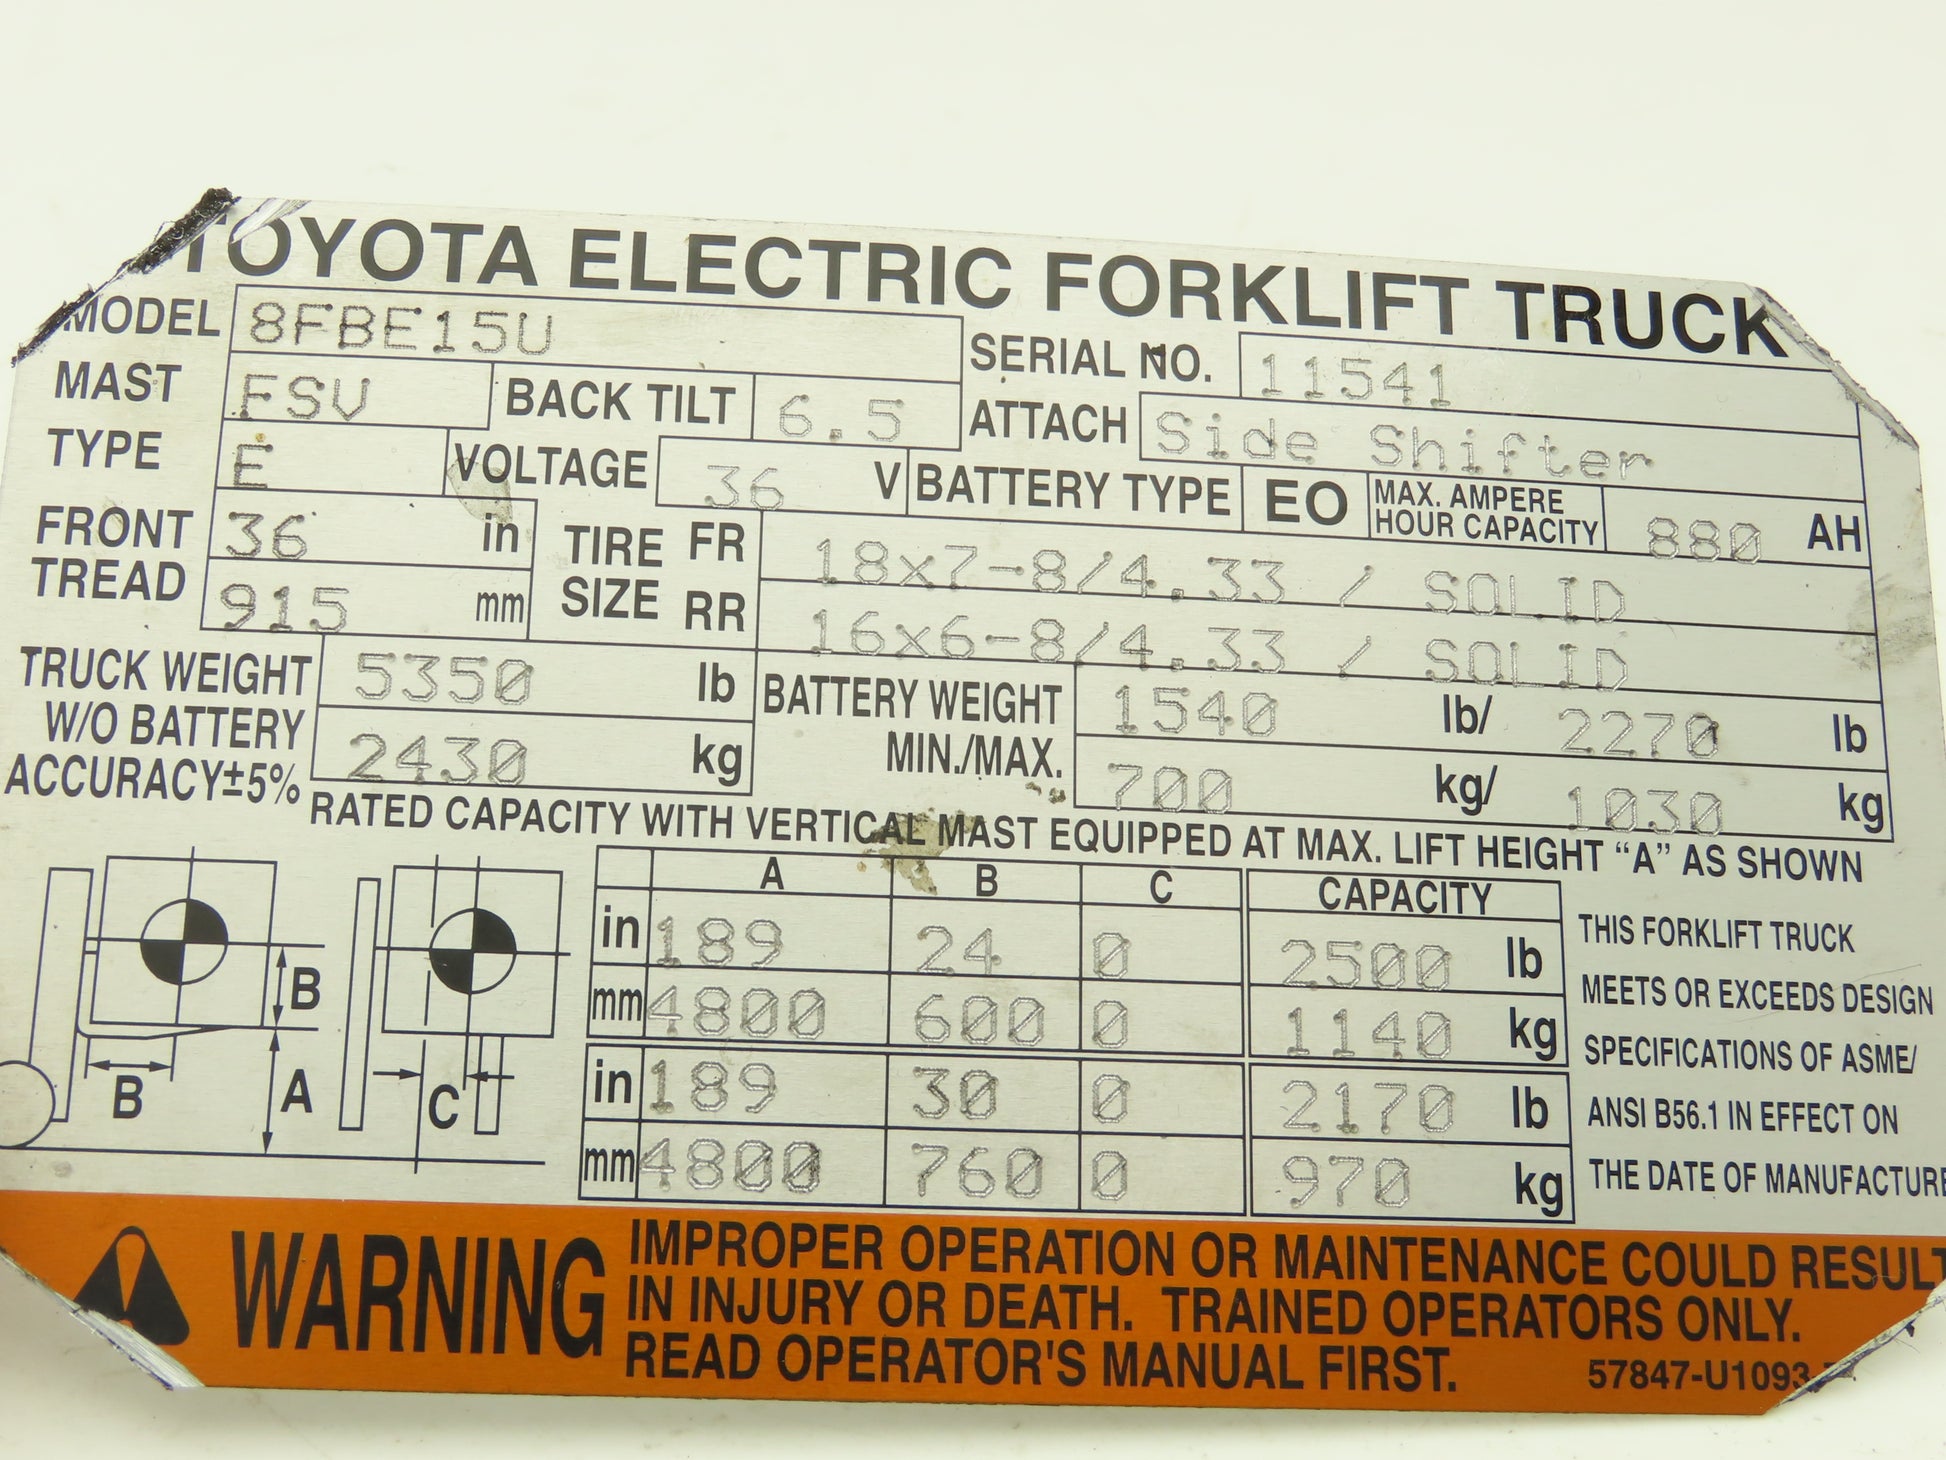 TOYOTA ELECTRIC FORKLIFT TRUCK
MODEL 8FBE15U SERIAL NO. 11541
MAST FSV BACK TILT 6.5 ATTACH Side Shifter
TYPE E VOLTAGE 36 V BATTERY TYPE EO MAX. AMPERE HOUR CAPACITY 880 AH
FRONT TREAD 36 in TIRE SIZE FR 18x7-8/4.33 / SOLID
915 mm RR 16x6-8/4.33 / SOLID
TRUCK WEIGHT W/O BATTERY ACCURACY±5% 5350 lb BATTERY WEIGHT MIN./MAX. 1540 lb/ 2270 lb
2430 kg 700 kg/ 1030 kg
RATED CAPACITY WITH VERTICAL MAST EQUIPPED AT MAX. LIFT HEIGHT "A" AS SHOWN
A B C CAPACITY
in 189 24 0 2500 lb
mm 4800 600 0 1140 kg
in 189 30 0 2170 lb
mm 4800 760 0 970 kg
B
B
A
C
THIS FORKLIFT TRUCK
MEETS OR EXCEEDS DESIGN
SPECIFICATIONS OF ASME/
ANSI B56.1 IN EFFECT ON
THE DATE OF MANUFACTURE
WARNING
IMPROPER OPERATION OR MAINTENANCE COULD RESULT
IN INJURY OR DEATH. TRAINED OPERATORS ONLY.
READ OPERATOR'S MANUAL FIRST.
57847-U1093